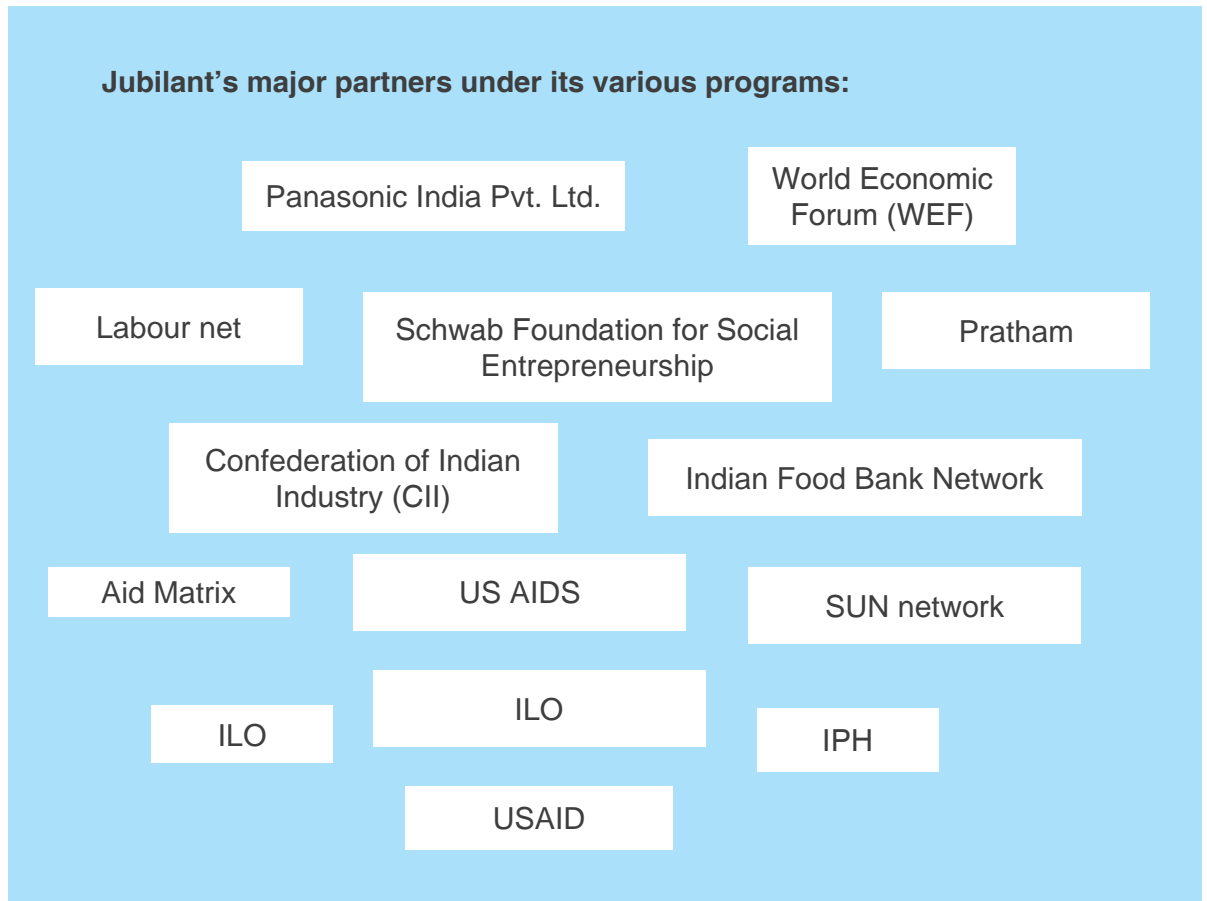 Jubilant’s major partners under its various programs:
Panasonic India Pvt. Ltd.
World Economic
Forum (WEF)
Labour net
Schwab Foundation for Social
Entrepreneurship
Pratham
Confederation of Indian
Industry (CII)
Indian Food Bank Network
Aid Matrix
US AIDS
SUN network
ILO
ILO
IPH
USAID